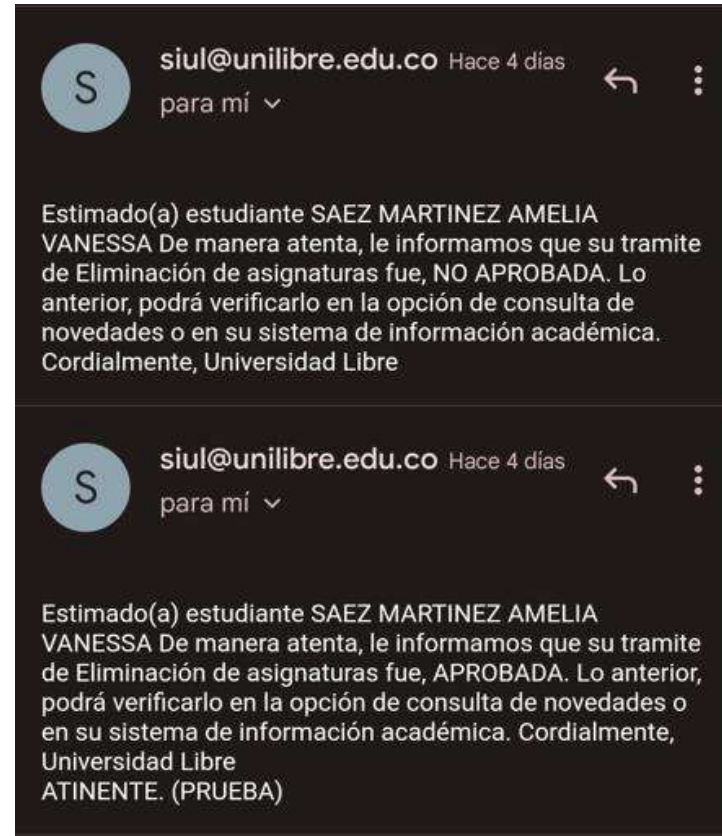 S
siul@unilibre.edu.co Hace 4 días
para mí
Estimado(a) estudiante SAEZ MARTINEZ AMELIA
VANESSA De manera atenta, le informamos que su tramite
de Eliminación de asignaturas fue, NO APROBADA. Lo
anterior, podrá verificarlo en la opción de consulta de
novedades o en su sistema de información académica.
Cordialmente, Universidad Libre
S
siul@unilibre.edu.co Hace 4 días
para mí
Estimado(a) estudiante SAEZ MARTINEZ AMELIA
VANESSA De manera atenta, le informamos que su tramite
de Eliminación de asignaturas fue, APROBADA. Lo anterior,
podrá verificarlo en la opción de consulta de novedades o
en su sistema de información académica. Cordialmente,
Universidad Libre
ATINENTE. (PRUEBA)